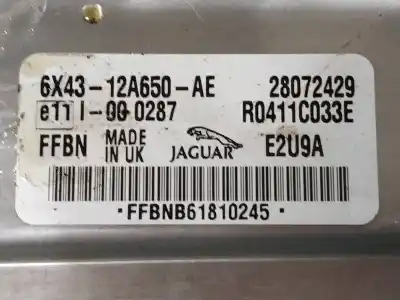 6X43-12A650-AE 28072429
e11 I-00 0287 R0411C033E
FFBN MADE IN UK JAGUAR E2U9A
*FFBNB61810245*